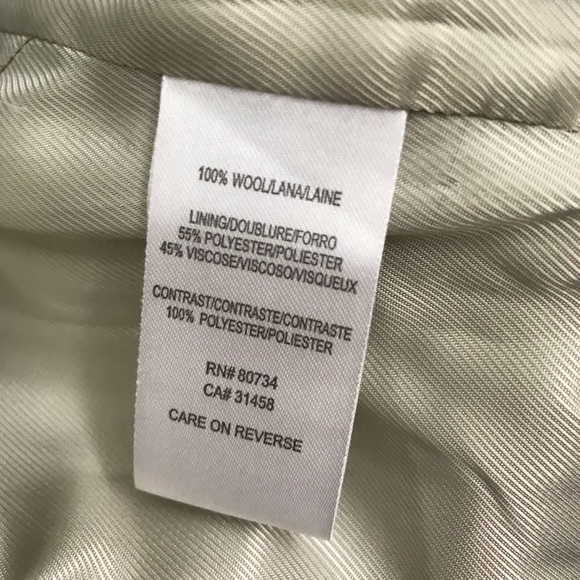 100% WOOL/LANA/LAINE
LINING/DOUBLURE/FORRO
55% POLYESTER/POLIESTER
45% VISCOSE/VISCOSO/VISQUEUX
CONTRAST/CONTRASTE/CONTRASTE
100% POLYESTER/POLIESTER
RN# 80734
CA# 31458
CARE ON REVERSE